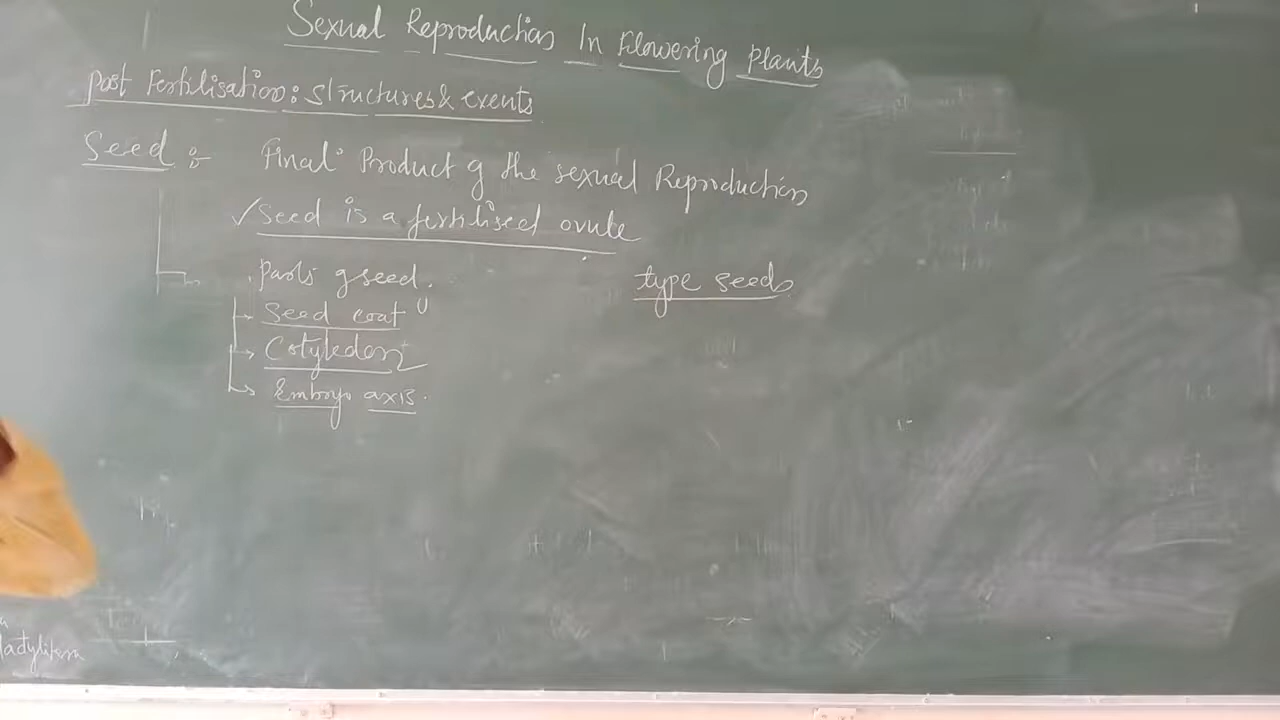 Sexual Reproduction In Flowering Plants
Post Fertilisation: structures & events
Seed :- Final Product of the sexual Reproduction
✓ Seed is a fertilised ovule
. parts of seed.
type seeds
→ Seed coat
→ Cotyledon
→ Embryo axis.